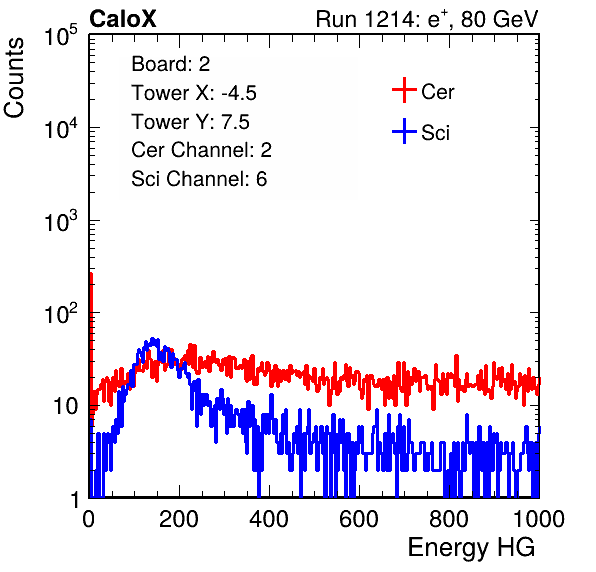 CaloX Run 1214: e⁺, 80 GeV
Counts
Board: 2
Tower X: -4.5
Tower Y: 7.5
Cer Channel: 2
Sci Channel: 6
Cer
Sci
10⁵
10⁴
10³
10²
10
1
0 200 400 600 800 1000
Energy HG